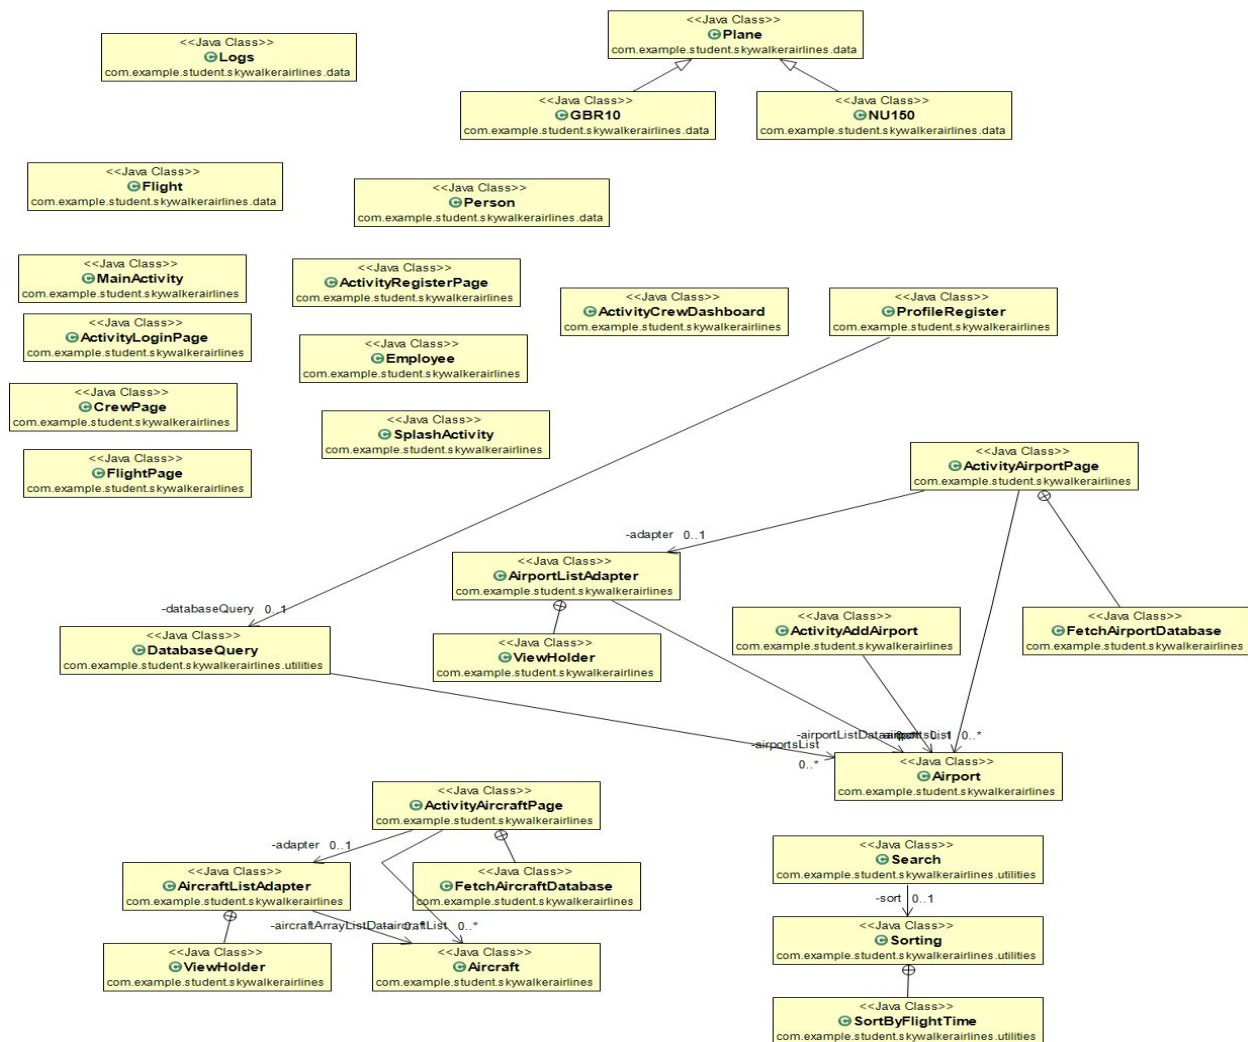 <<Java Class>>
Plane
com.example.student.skywalkerairlines.data
<<Java Class>>
Logs
com.example.student.skywalkerairlines.data
<<Java Class>>
GBR10
com.example.student.skywalkerairlines.data
<<Java Class>>
NU150
com.example.student.skywalkerairlines.data
<<Java Class>>
Flight
com.example.student.skywalkerairlines.data
<<Java Class>>
Person
com.example.student.skywalkerairlines.data
<<Java Class>>
MainActivity
com.example.student.skywalkerairlines
<<Java Class>>
ActivityRegisterPage
com.example.student.skywalkerairlines
<<Java Class>>
ActivityCrewDashboard
com.example.student.skywalkerairlines
<<Java Class>>
ProfileRegister
com.example.student.skywalkerairlines
<<Java Class>>
ActivityLoginPage
com.example.student.skywalkerairlines
<<Java Class>>
Employee
com.example.student.skywalkerairlines
<<Java Class>>
CrewPage
com.example.student.skywalkerairlines
<<Java Class>>
SplashActivity
com.example.student.skywalkerairlines
<<Java Class>>
FlightPage
com.example.student.skywalkerairlines
<<Java Class>>
ActivityAirportPage
com.example.student.skywalkerairlines
-adapter 0..1
<<Java Class>>
AirportListAdapter
com.example.student.skywalkerairlines
-databaseQuery 0..1
<<Java Class>>
DatabaseQuery
com.example.student.skywalkerairlines.utilities
<<Java Class>>
ViewHolder
com.example.student.skywalkerairlines
<<Java Class>>
ActivityAddAirport
com.example.student.skywalkerairlines
<<Java Class>>
FetchAirportDatabase
com.example.student.skywalkerairlines
-airportListData
0..1
0..*
-airportsList
0..*
<<Java Class>>
Airport
com.example.student.skywalkerairlines
<<Java Class>>
ActivityAircraftPage
com.example.student.skywalkerairlines
-adapter 0..1
<<Java Class>>
AircraftListAdapter
com.example.student.skywalkerairlines
<<Java Class>>
FetchAircraftDatabase
com.example.student.skywalkerairlines
<<Java Class>>
Search
com.example.student.skywalkerairlines.utilities
-sort 0..1
-aircraftArrayListData
0..*
<<Java Class>>
ViewHolder
com.example.student.skywalkerairlines
<<Java Class>>
Aircraft
com.example.student.skywalkerairlines
<<Java Class>>
Sorting
com.example.student.skywalkerairlines.utilities
<<Java Class>>
SortByFlightTime
com.example.student.skywalkerairlines.utilities